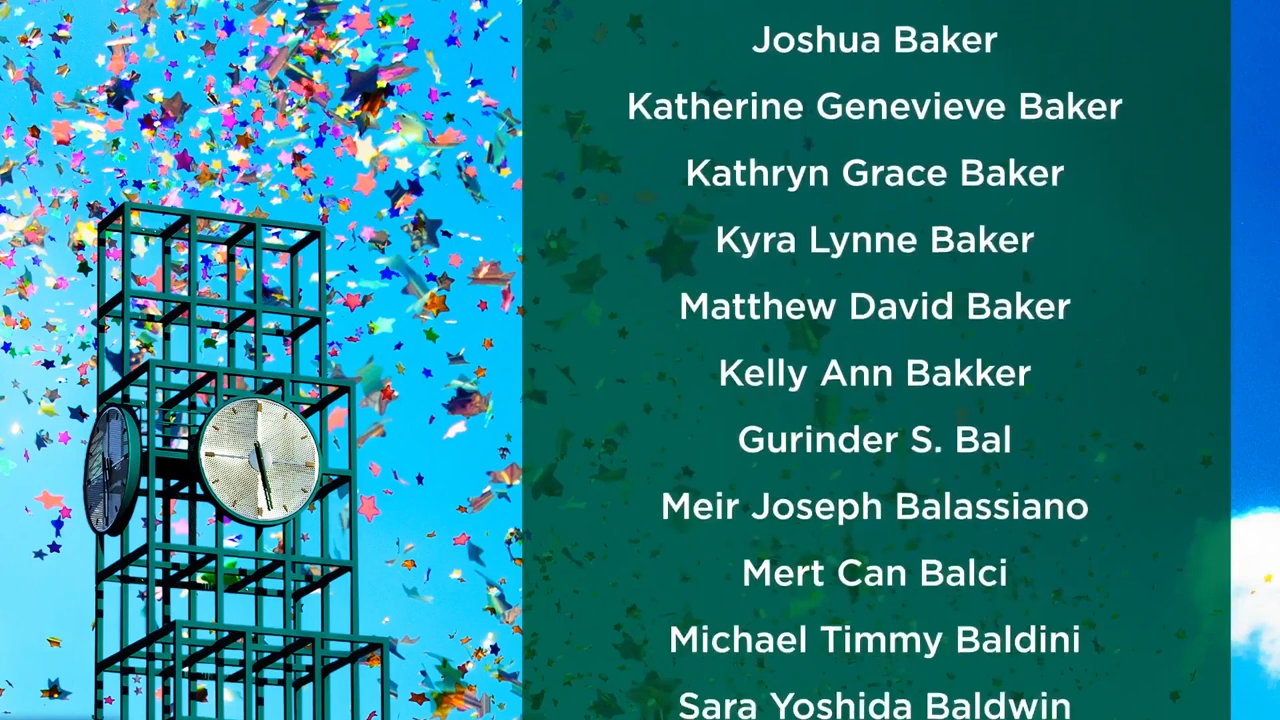 Joshua Baker
Katherine Genevieve Baker
Kathryn Grace Baker
Kyra Lynne Baker
Matthew David Baker
Kelly Ann Bakker
Gurinder S. Bal
Meir Joseph Balassiano
Mert Can Balci
Michael Timmy Baldini
Sara Yoshida Baldwin